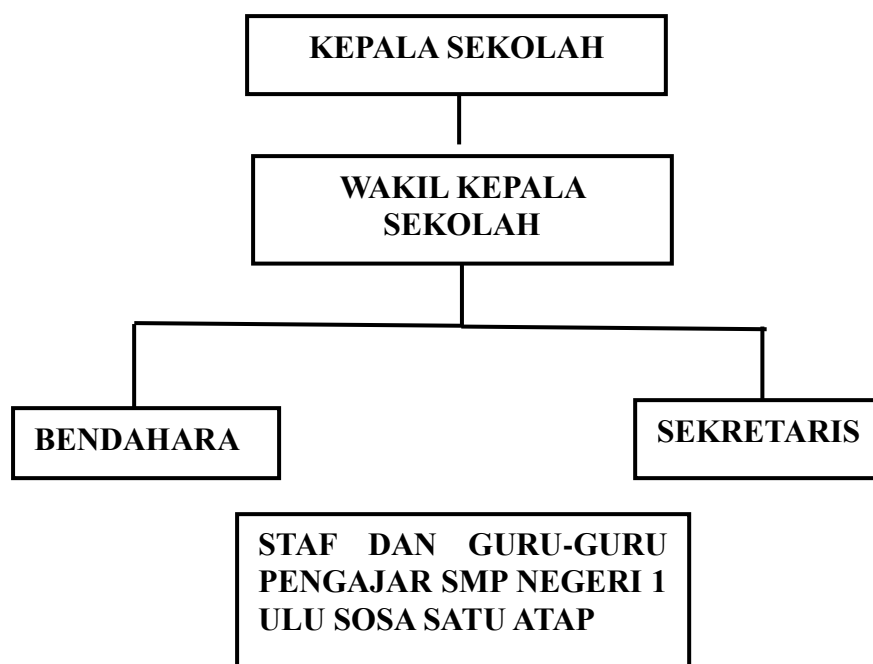 KEPALA SEKOLAH
WAKIL KEPALA
SEKOLAH
BENDAHARA
SEKRETARIS
STAF DAN GURU-GURU
PENGAJAR SMP NEGERI 1
ULU SOSA SATU ATAP